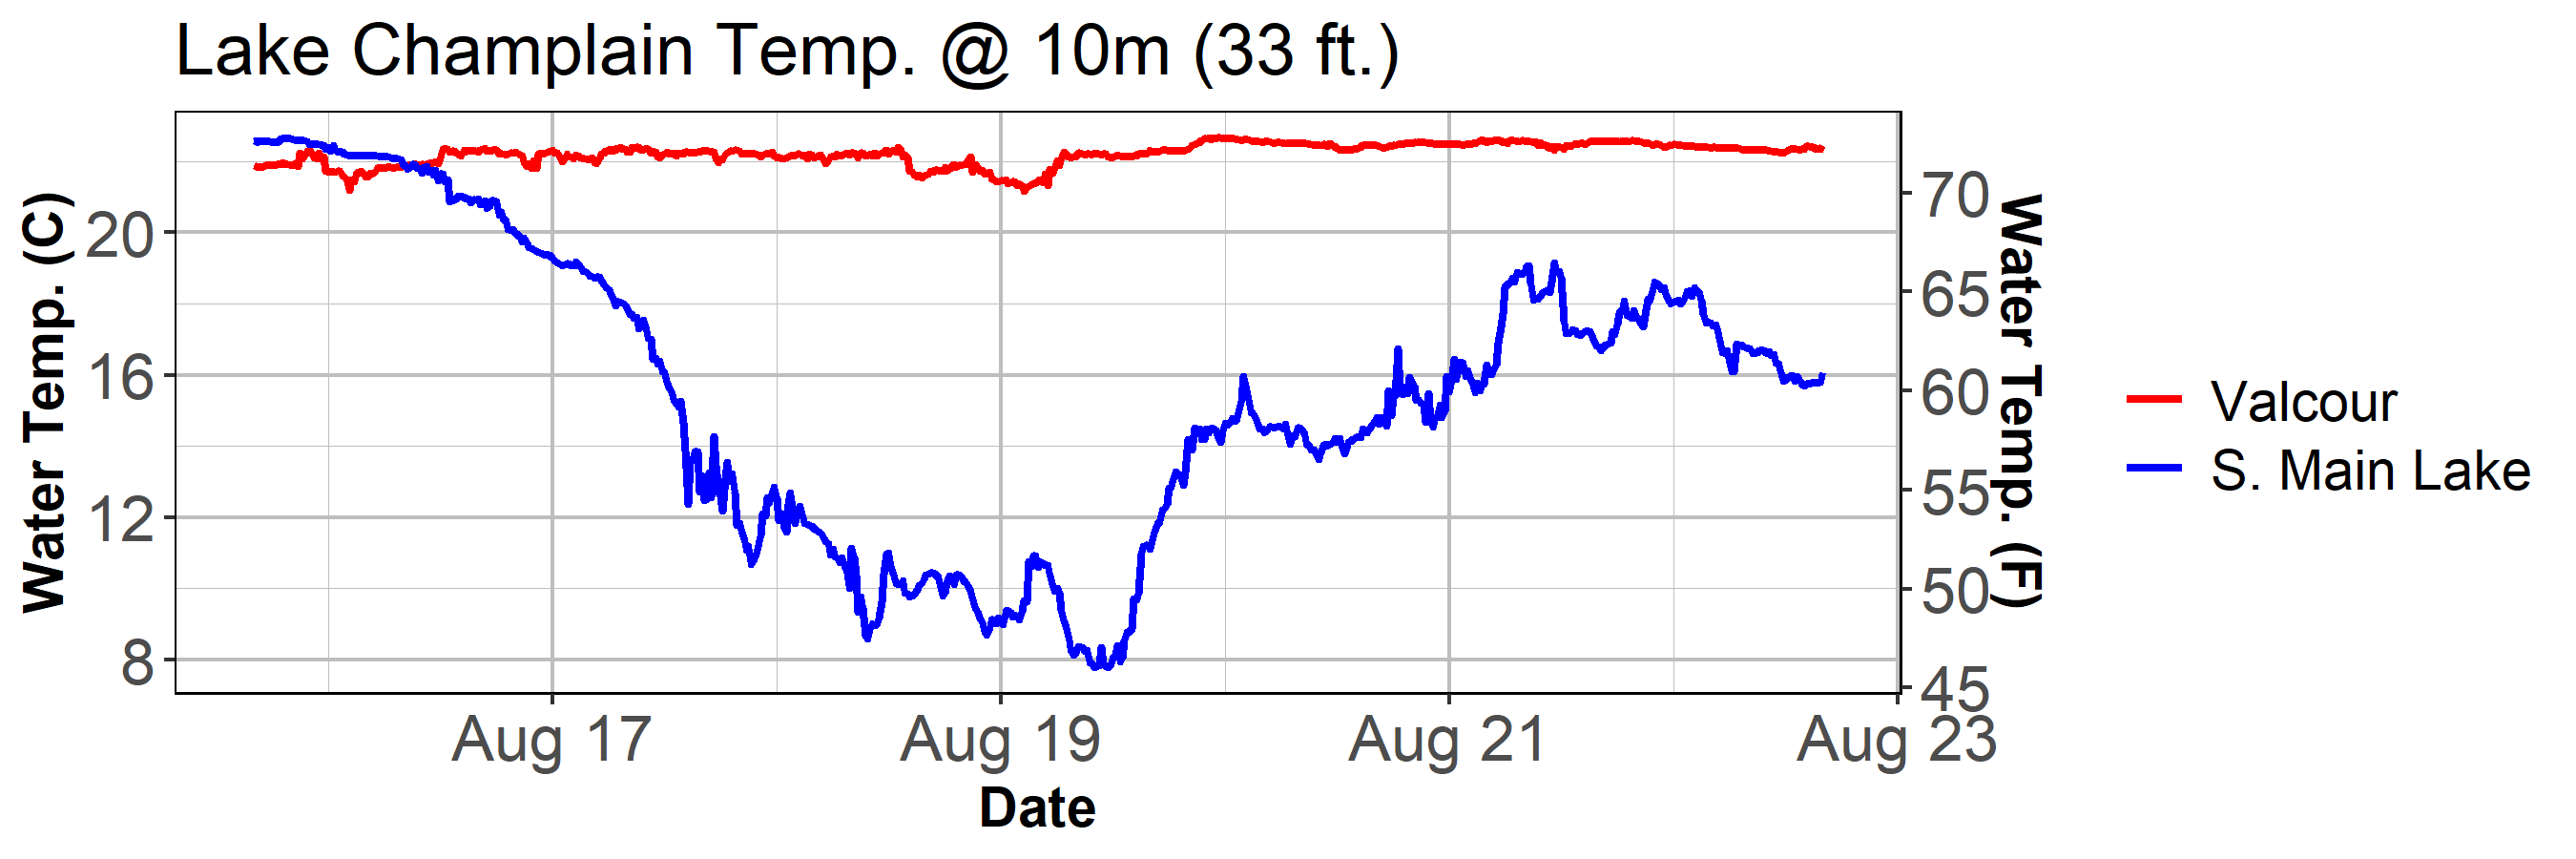 Lake Champlain Temp. @ 10m (33 ft.)
Water Temp. (C)
20
16
12
8
70
65
60
55
50
45
Water Temp. (F)
Aug 17
Aug 19
Aug 21
Aug 23
Date
Valcour
S. Main Lake